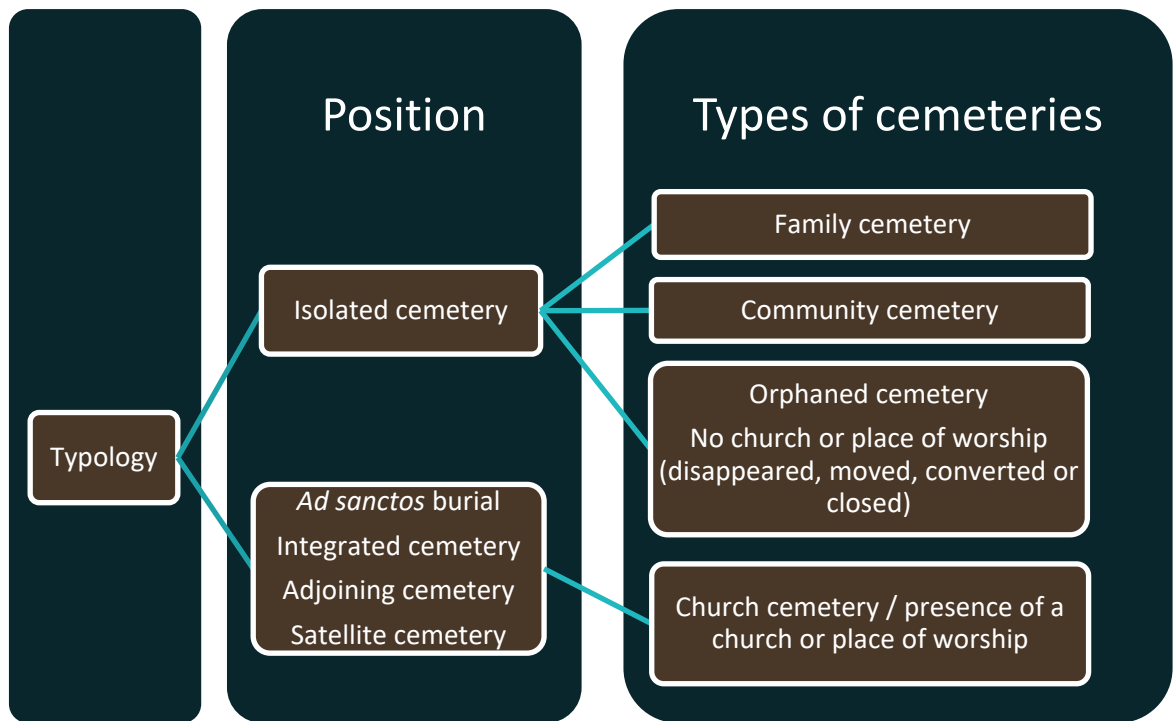 Position
Types of cemeteries
Typology
Isolated cemetery
Ad sanctos burial
Integrated cemetery
Adjoining cemetery
Satellite cemetery
Family cemetery
Community cemetery
Orphaned cemetery
No church or place of worship
(disappeared, moved, converted or
closed)
Church cemetery / presence of a
church or place of worship